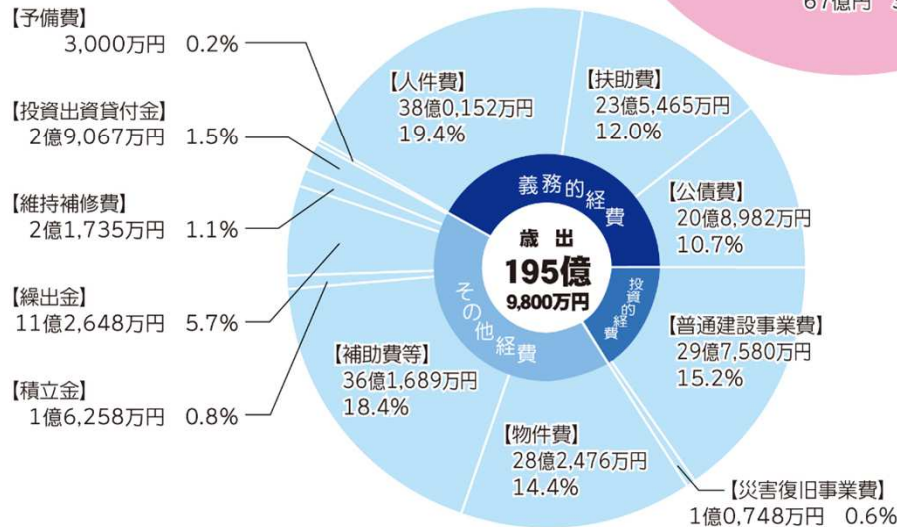 67億円
【予備費】
3,000万円 0.2%
【投資出資貸付金】
2億9,067万円 1.5%
【維持補修費】
2億1,735万円 1.1%
【繰出金】
11億2,648万円 5.7%
【積立金】
1億6,258万円 0.8%
【人件費】
38億0,152万円
19.4%
【扶助費】
23億5,465万円
12.0%
【公債費】
20億8,982万円
10.7%
義務的経費
歳出
195億
9,800万円
投資的経費
その他経費
【普通建設事業費】
29億7,580万円
15.2%
【補助費等】
36億1,689万円
18.4%
【物件費】
28億2,476万円
14.4%
【災害復旧事業費】
1億0,748万円 0.6%